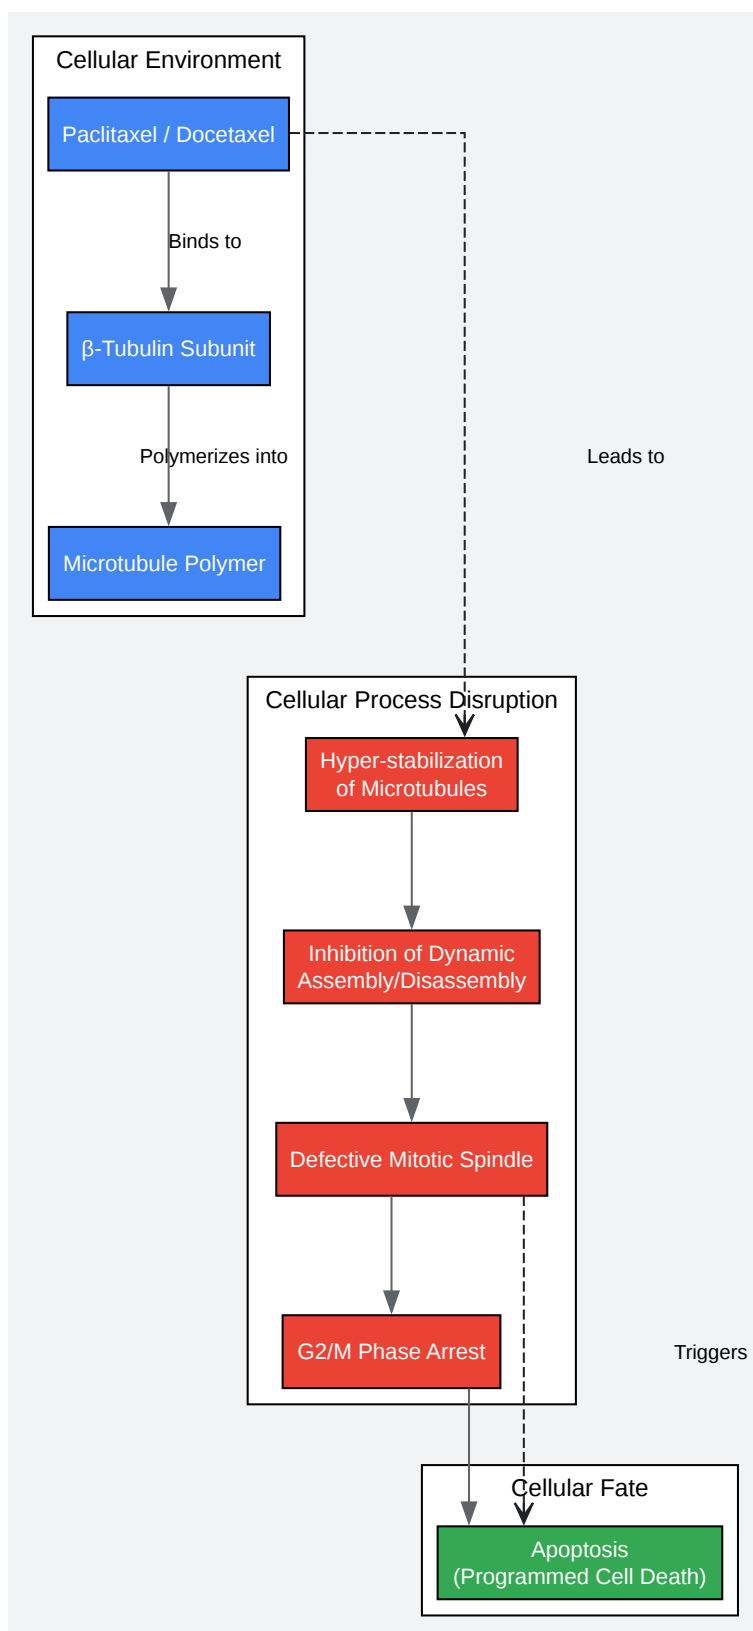 Cellular Environment
Paclitaxel / Docetaxel
Binds to
β-Tubulin Subunit
Polymerizes into
Leads to
Microtubule Polymer
Cellular Process Disruption
Hyper-stabilization
of Microtubules
Inhibition of Dynamic
Assembly/Disassembly
Defective Mitotic Spindle
G2/M Phase Arrest
Triggers
Cellular Fate
Apoptosis
(Programmed Cell Death)